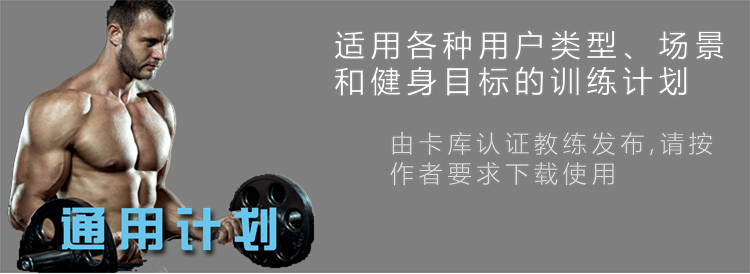 适用各种用户类型、场景
和健身目标的训练计划
由卡库认证教练发布,请按
作者要求下载使用
通用计划